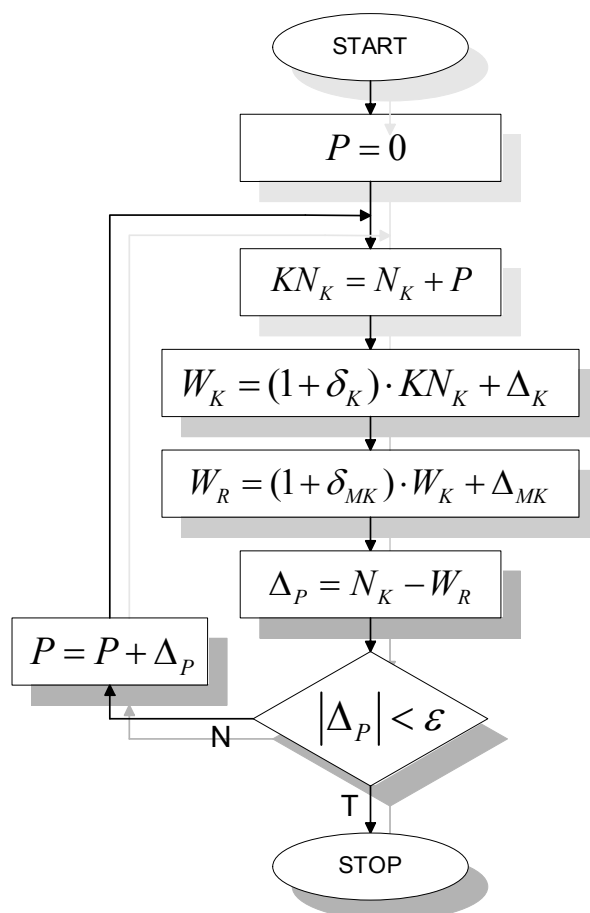 START
P = 0
KN_K = N_K + P
W_K = (1 + δ_K) · KN_K + Δ_K
W_R = (1 + δ_MK) · W_K + Δ_MK
Δ_P = N_K − W_R
P = P + Δ_P
|Δ_P| < ε
N
T
STOP